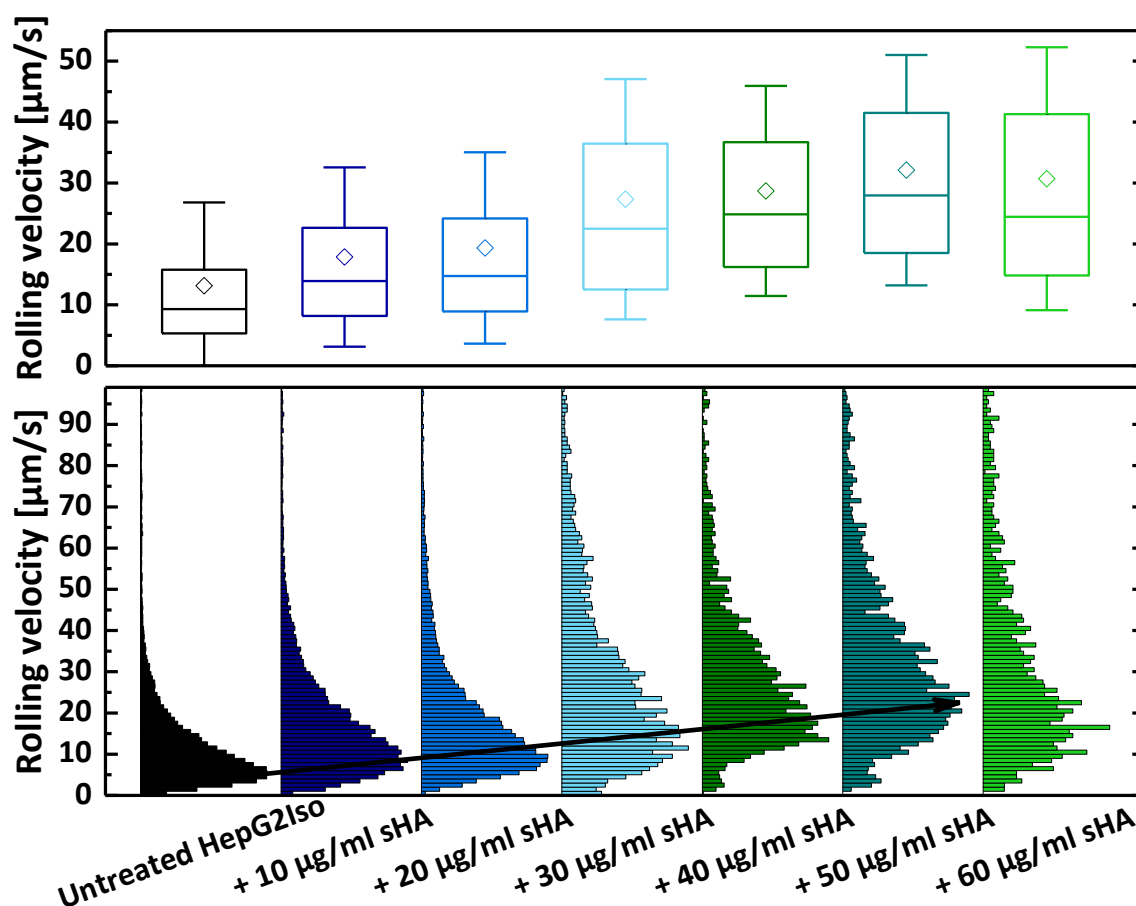 Rolling velocity [µm/s]
50
40
30
20
10
0
Rolling velocity [µm/s]
90
80
70
60
50
40
30
20
10
0
Untreated HepG2Iso
+ 10 µg/ml sHA
+ 20 µg/ml sHA
+ 30 µg/ml sHA
+ 40 µg/ml sHA
+ 50 µg/ml sHA
+ 60 µg/ml sHA